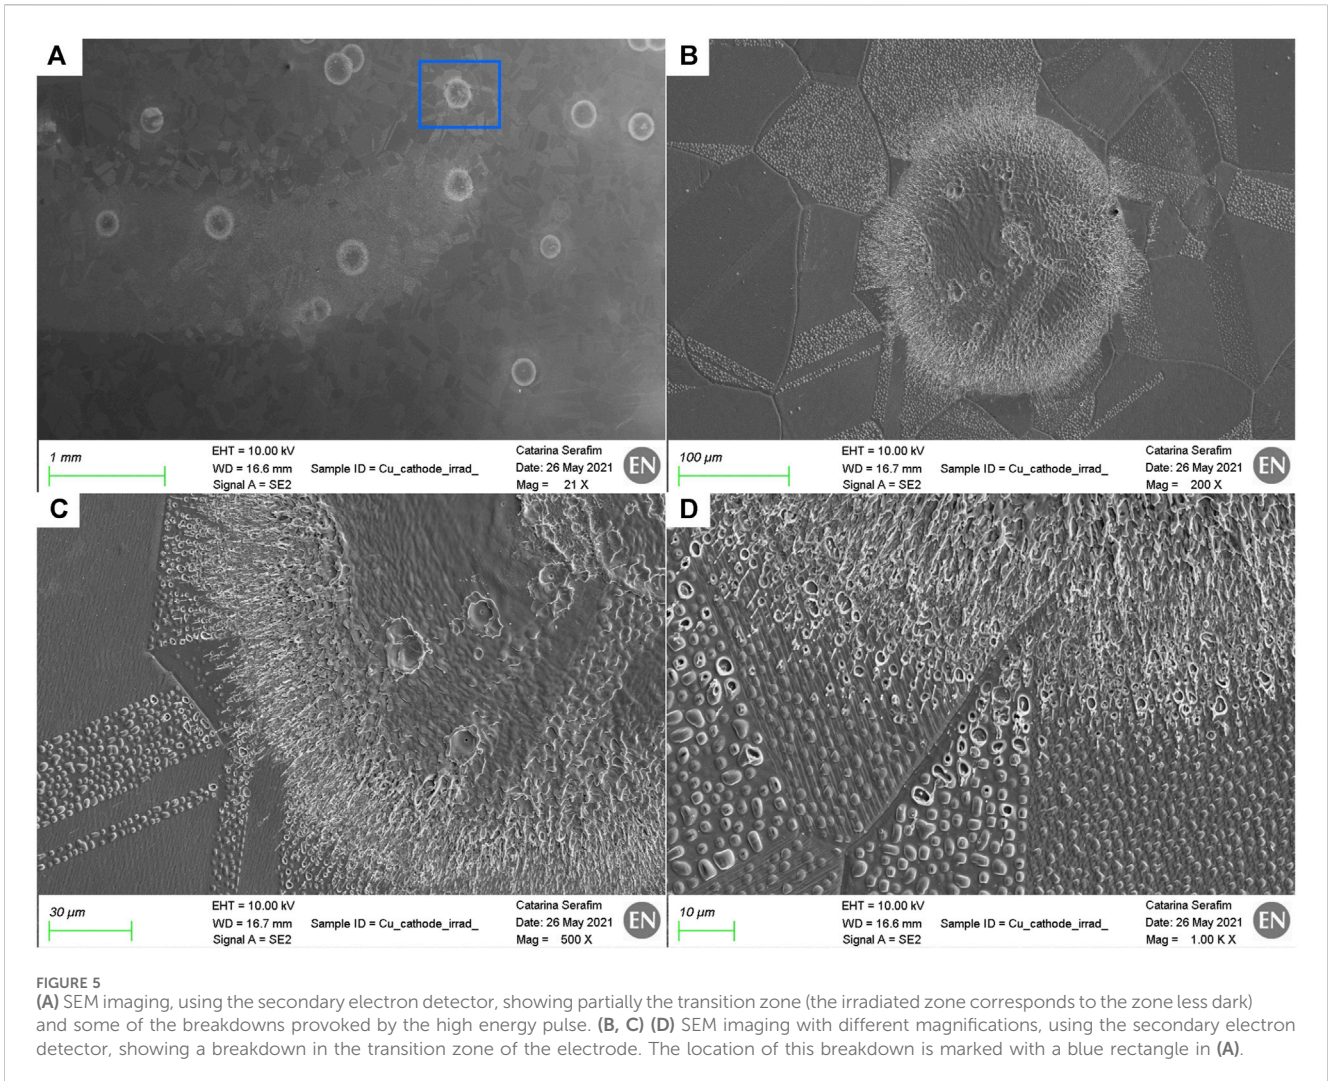 A
B
1 mm
EHT = 10.00 kV
WD = 16.6 mm
Signal A = SE2
Sample ID = Cu_cathode_irrad_
Catarina Serafim
Date: 26 May 2021
Mag = 21 X
EN
100 µm
EHT = 10.00 kV
WD = 16.7 mm
Signal A = SE2
Sample ID = Cu_cathode_irrad_
Catarina Serafim
Date: 26 May 2021
Mag = 200 X
EN
C
D
30 µm
EHT = 10.00 kV
WD = 16.7 mm
Signal A = SE2
Sample ID = Cu_cathode_irrad_
Catarina Serafim
Date: 26 May 2021
Mag = 500 X
EN
10 µm
EHT = 10.00 kV
WD = 16.6 mm
Signal A = SE2
Sample ID = Cu_cathode_irrad_
Catarina Serafim
Date: 26 May 2021
Mag = 1.00 K X
EN
FIGURE 5
(A) SEM imaging, using the secondary electron detector, showing partially the transition zone (the irradiated zone corresponds to the zone less dark)
and some of the breakdowns provoked by the high energy pulse. (B, C) (D) SEM imaging with different magnifications, using the secondary electron
detector, showing a breakdown in the transition zone of the electrode. The location of this breakdown is marked with a blue rectangle in (A).